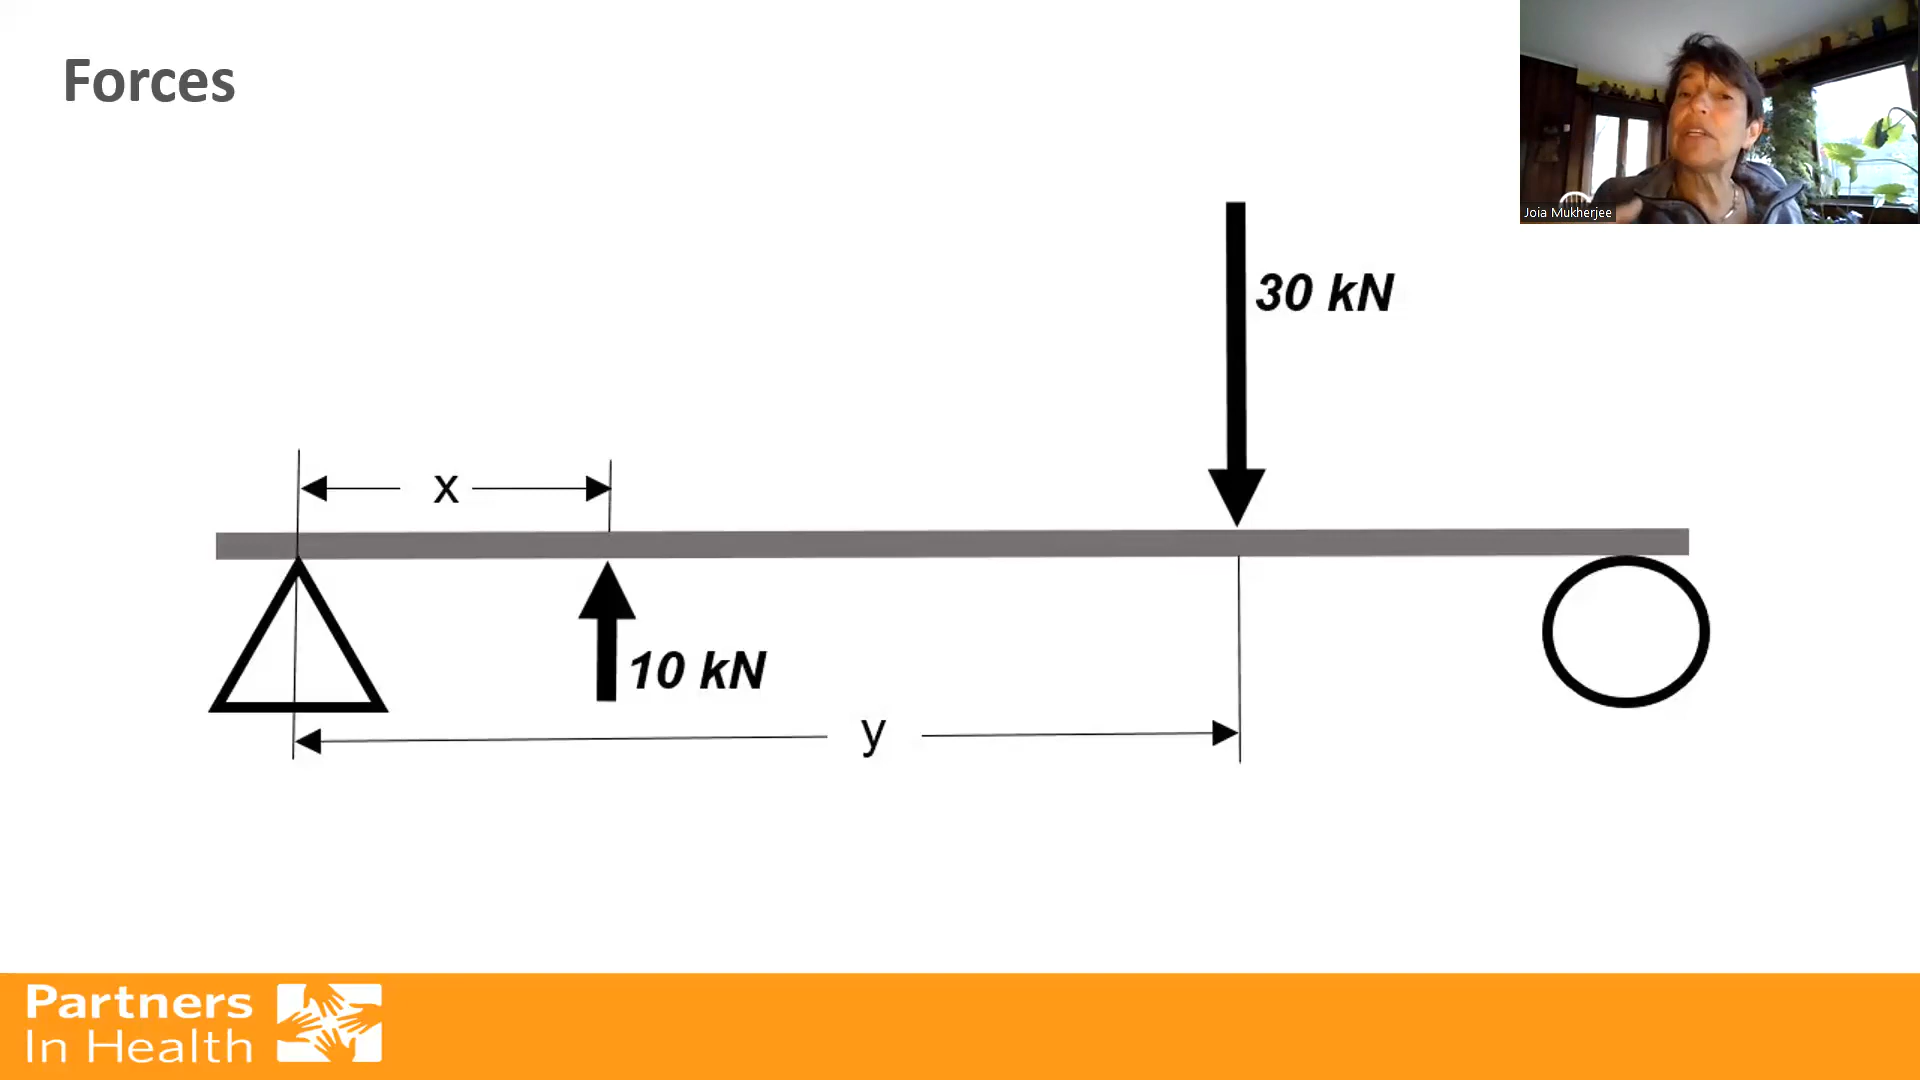 Forces
Joia Mukherjee
30 kN
x
10 kN
y
Partners
In Health